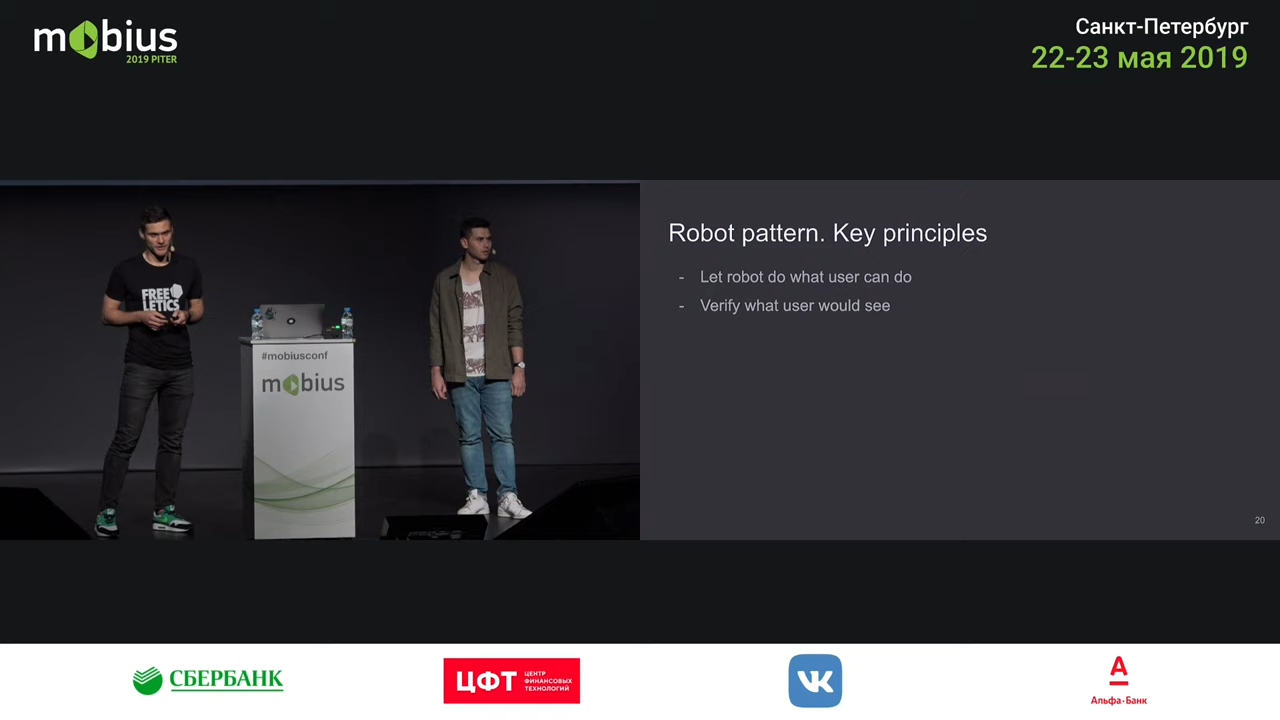 mobius
2019 PITER
Санкт-Петербург
22-23 мая 2019
FREE
LETICS
#mobiusconf
mobius
Robot pattern. Key principles
- Let robot do what user can do
- Verify what user would see
20
СБЕРБАНК
ЦФТ
ЦЕНТР
ФИНАНСОВЫХ
ТЕХНОЛОГИЙ
VK
А
Альфа·Банк